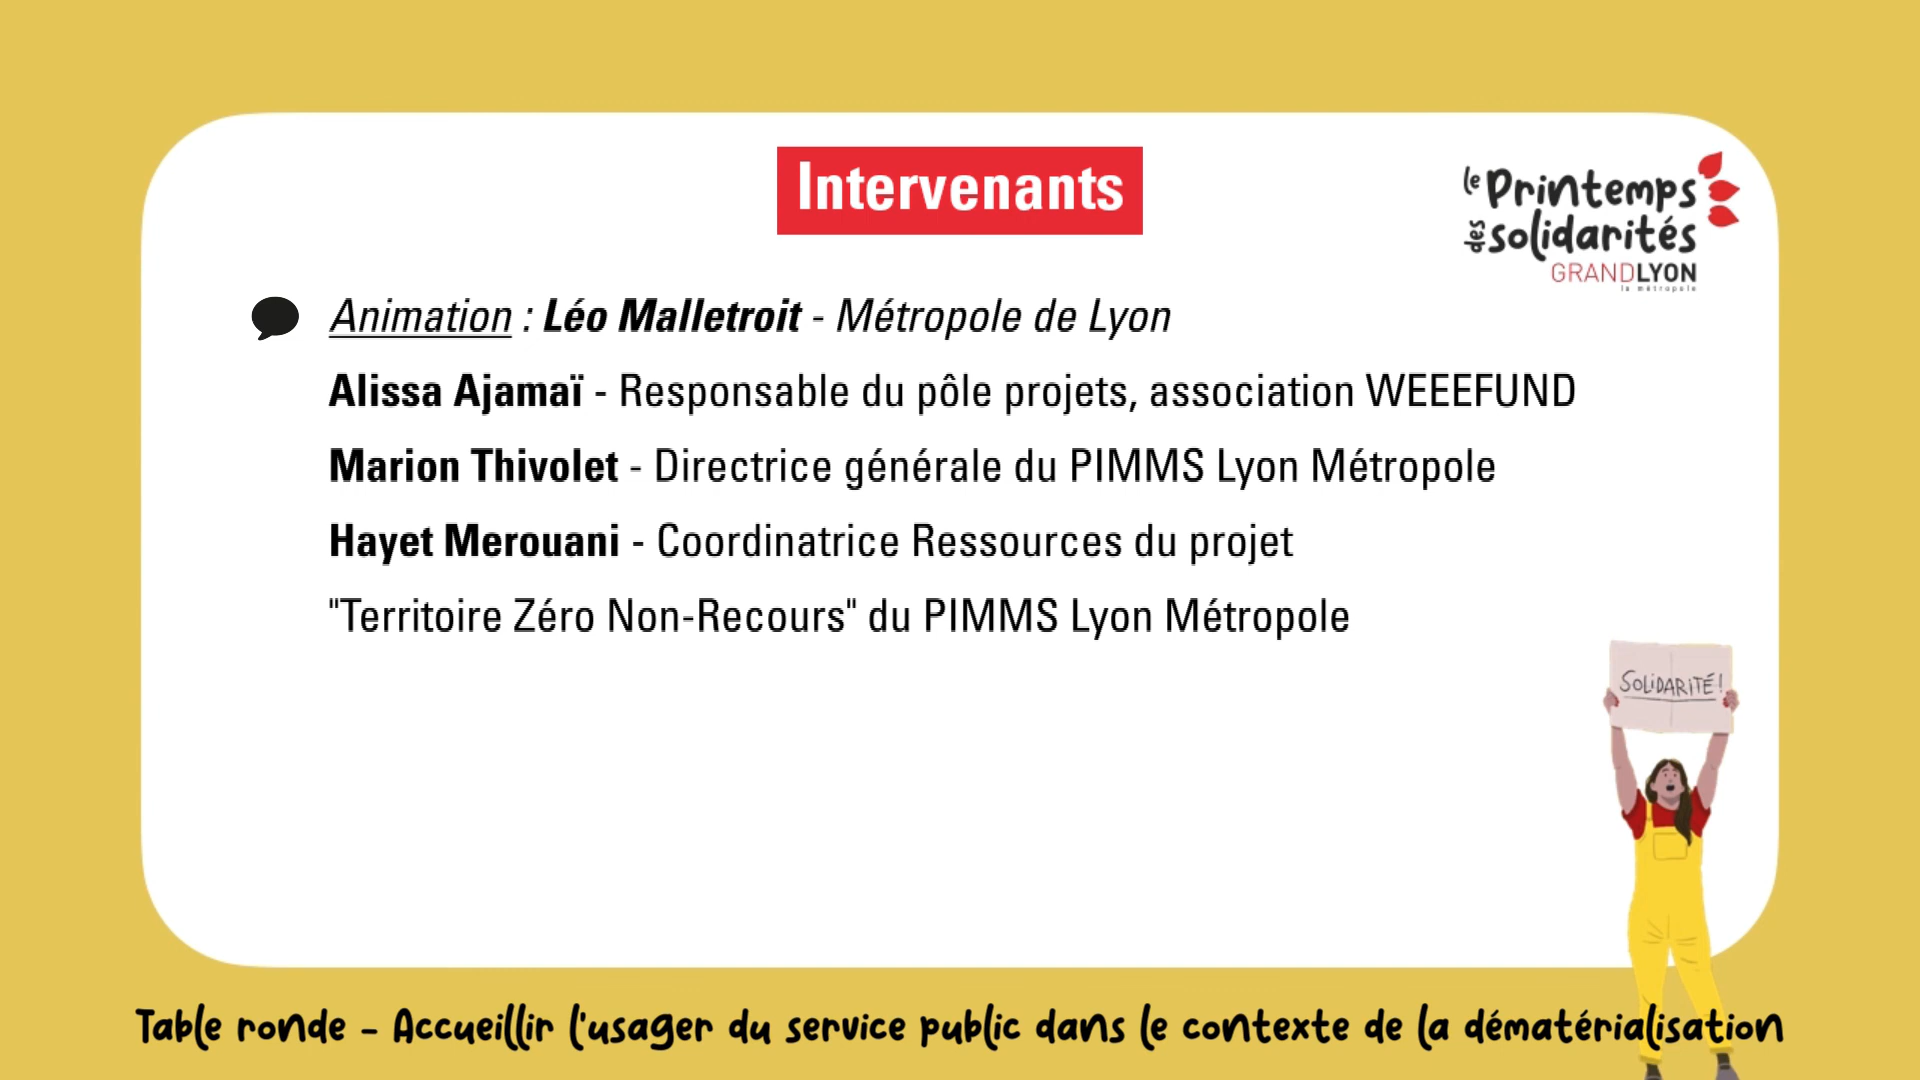 Intervenants
le Printemps
des solidarités
GRANDLYON
la métropole
Animation : Léo Malletroit - Métropole de Lyon
Alissa Ajamaï - Responsable du pôle projets, association WEEEFUND
Marion Thivolet - Directrice générale du PIMMS Lyon Métropole
Hayet Merouani - Coordinatrice Ressources du projet
"Territoire Zéro Non-Recours" du PIMMS Lyon Métropole
SOLIDARITÉ!
Table ronde - Accueillir l'usager du service public dans le contexte de la dématérialisation